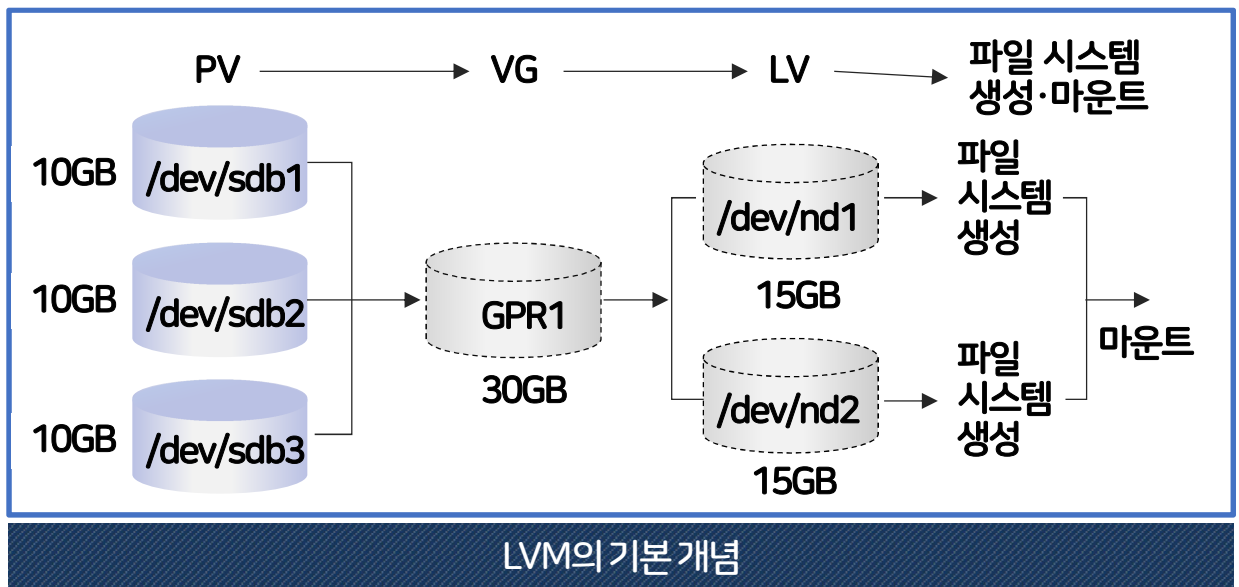 PV
VG
LV
파일 시스템
생성·마운트
10GB
/dev/sdb1
10GB
/dev/sdb2
10GB
/dev/sdb3
GPR1
30GB
/dev/nd1
15GB
/dev/nd2
15GB
파일
시스템
생성
파일
시스템
생성
마운트
LVM의 기본 개념